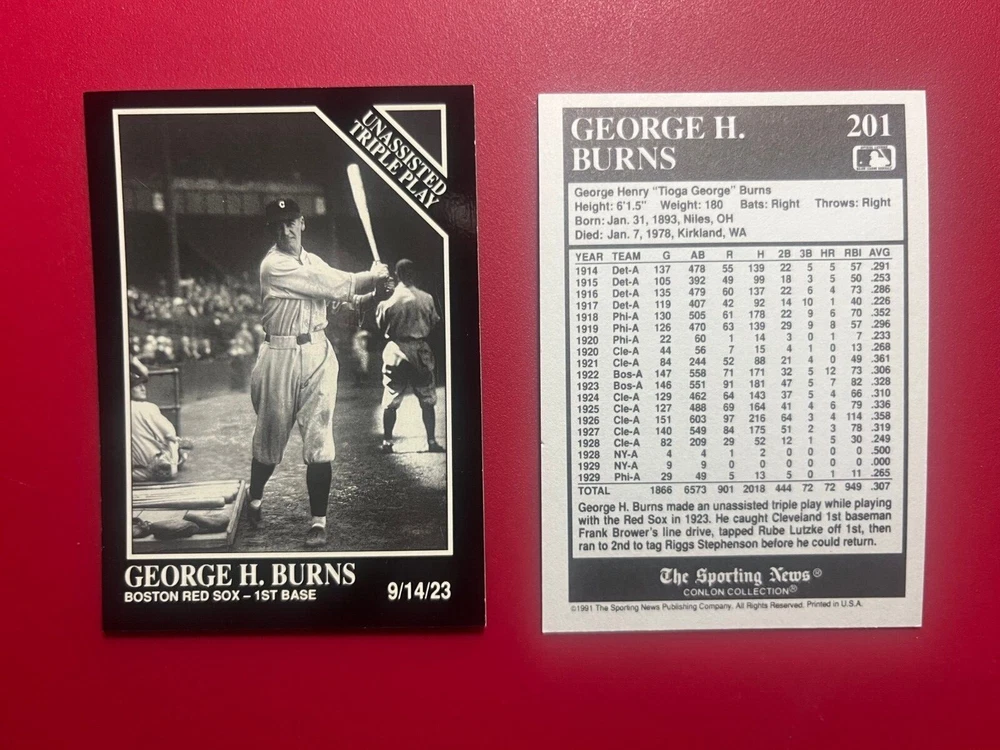 UNASSISTED
TRIPLE PLAY
C
GEORGE H. BURNS
BOSTON RED SOX – 1ST BASE
9/14/23
GEORGE H. 201
BURNS
George Henry "Tioga George" Burns
Height: 6'1.5" Weight: 180 Bats: Right Throws: Right
Born: Jan. 31, 1893, Niles, OH
Died: Jan. 7, 1978, Kirkland, WA
YEAR TEAM G AB R H 2B 3B HR RBI AVG
1914 Det-A 137 478 55 139 22 5 5 57 .291
1915 Det-A 105 392 49 99 18 3 5 50 .253
1916 Det-A 135 479 60 137 22 6 4 73 .286
1917 Det-A 119 407 42 92 14 10 1 40 .226
1918 Phi-A 130 505 61 178 22 9 6 70 .352
1919 Phi-A 126 470 63 139 29 9 8 57 .296
1920 Phi-A 22 60 1 14 3 0 1 7 .233
1920 Cle-A 44 56 7 15 4 1 0 13 .268
1921 Cle-A 84 244 52 88 21 4 0 49 .361
1922 Bos-A 147 558 71 171 32 5 12 73 .306
1923 Bos-A 146 551 91 181 47 5 7 82 .328
1924 Cle-A 129 462 64 143 37 5 4 66 .310
1925 Cle-A 127 488 69 164 41 4 6 79 .336
1926 Cle-A 151 603 97 216 64 3 4 114 .358
1927 Cle-A 140 549 84 175 51 2 3 78 .319
1928 Cle-A 82 209 29 52 12 1 5 30 .249
1928 NY-A 4 4 1 2 0 0 0 0 .500
1929 NY-A 9 9 0 0 0 0 0 0 .000
1929 Phi-A 29 49 5 13 5 0 1 11 .265
TOTAL 1866 6573 901 2018 444 72 72 949 .307
George H. Burns made an unassisted triple play while playing
with the Red Sox in 1923. He caught Cleveland 1st baseman
Frank Brower's line drive, tapped Rube Lutzke off 1st, then
ran to 2nd to tag Riggs Stephenson before he could return.
The Sporting News®
CONLON COLLECTION®
©1991 The Sporting News Publishing Company. All Rights Reserved. Printed in U.S.A.